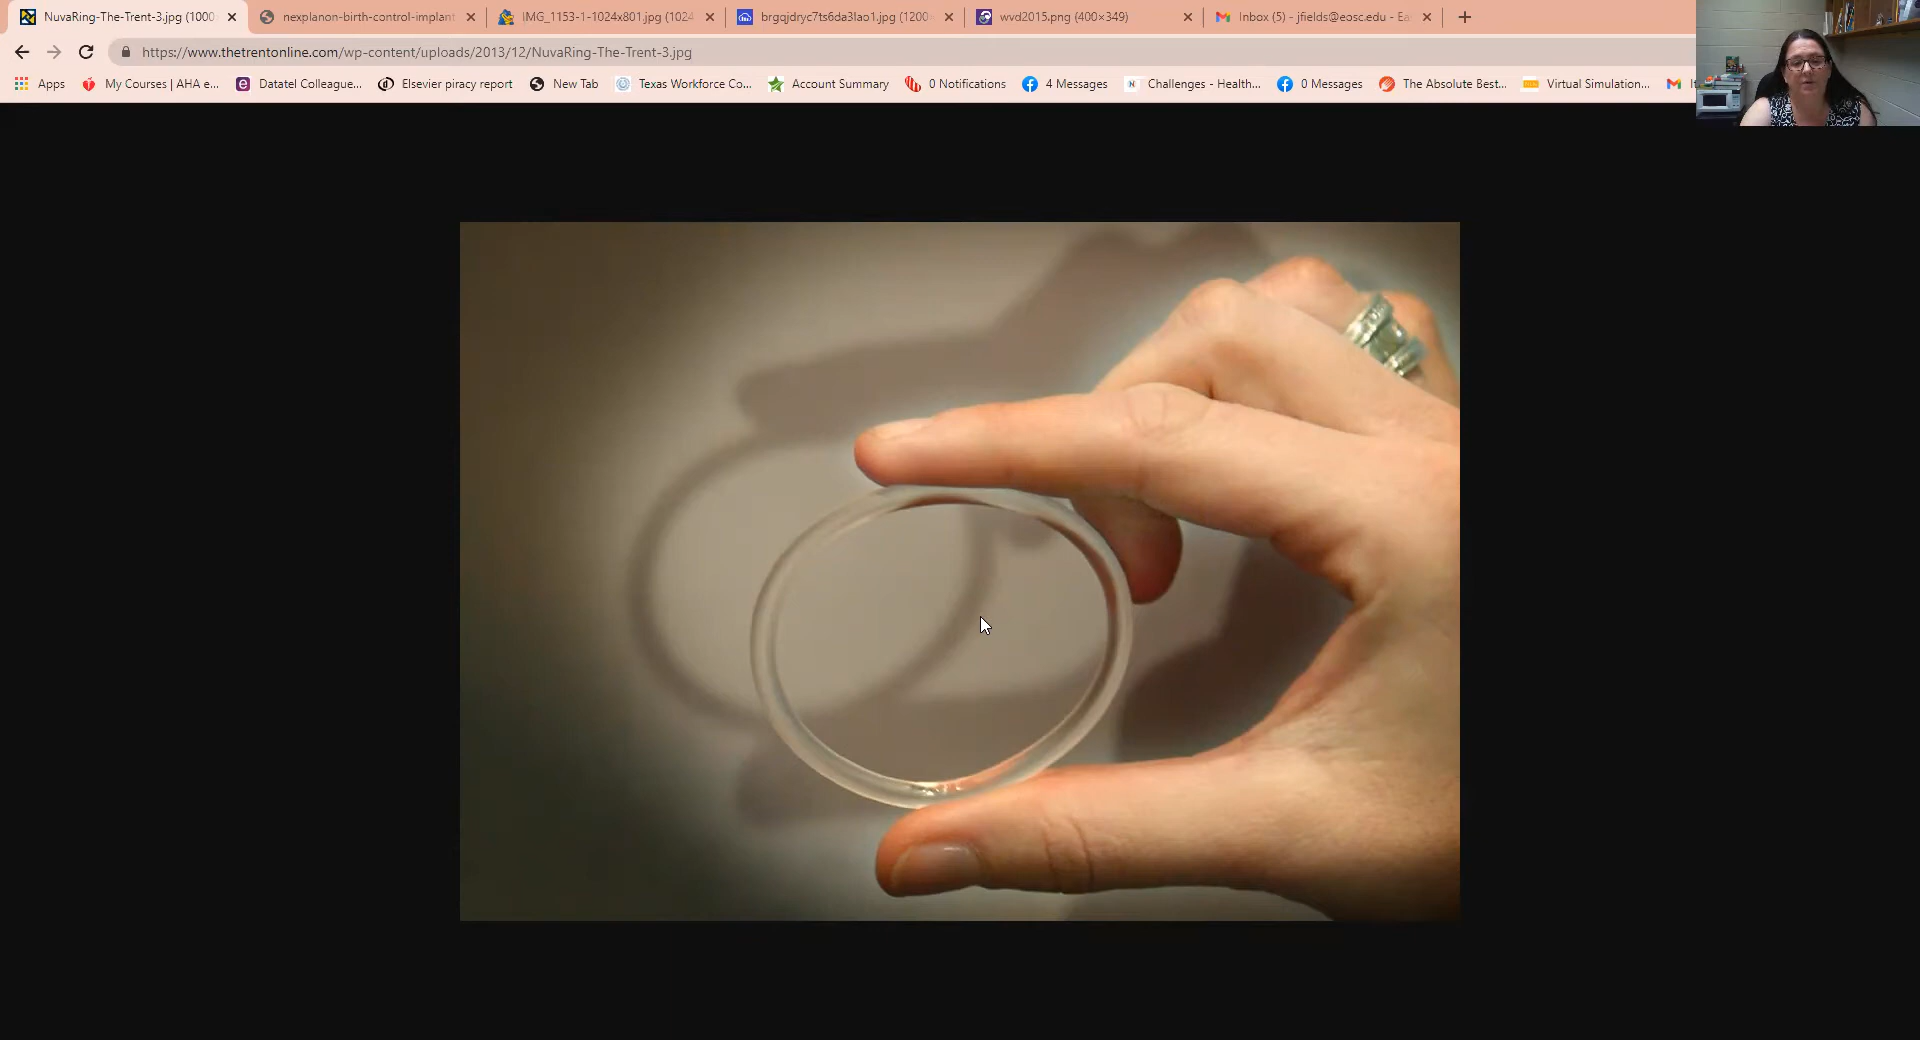 NuvaRing-The-Trent-3.jpg (1000
nexplanon-birth-control-implant
IMG_1153-1-1024x801.jpg (1024
brgqjdryc7ts6da3lao1.jpg (1200
wvd2015.png (400×349)
Inbox (5) - jfields@eosc.edu - Ea
https://www.thetrentonline.com/wp-content/uploads/2013/12/NuvaRing-The-Trent-3.jpg
Apps
My Courses | AHA e...
Datatel Colleague...
Elsevier piracy report
New Tab
Texas Workforce Co...
Account Summary
0 Notifications
4 Messages
Challenges - Health...
0 Messages
The Absolute Best...
Virtual Simulation...